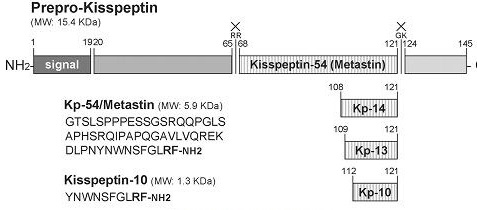 Prepro-Kisspeptin
(MW: 15.4 KDa)
RR GK
1 19 20 65 68 121 124 145
NH2- signal Kisspeptin-54 (Metastin)
Kp-54/Metastin (MW: 5.9 KDa)
108 121
GTSLSPPPESSGSRQQPGLS
Kp-14
APHSRQIPAPQGAVLVQREK
109 121
DLPNYNWNSFGLRF-NH2
Kp-13
Kisspeptin-10 (MW: 1.3 KDa)
112 121
YNWNSFGLRF-NH2
Kp-10